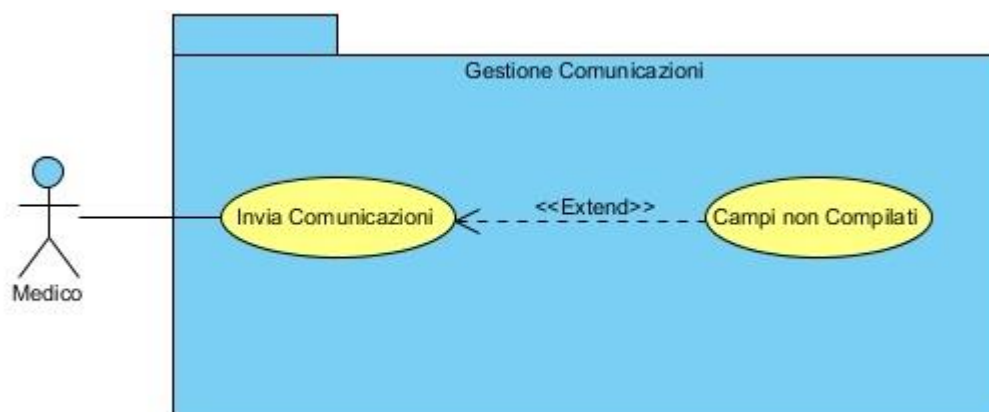 Gestione Comunicazioni
<<Extend>>
Invia Comunicazioni
Campi non Compilati
Medico